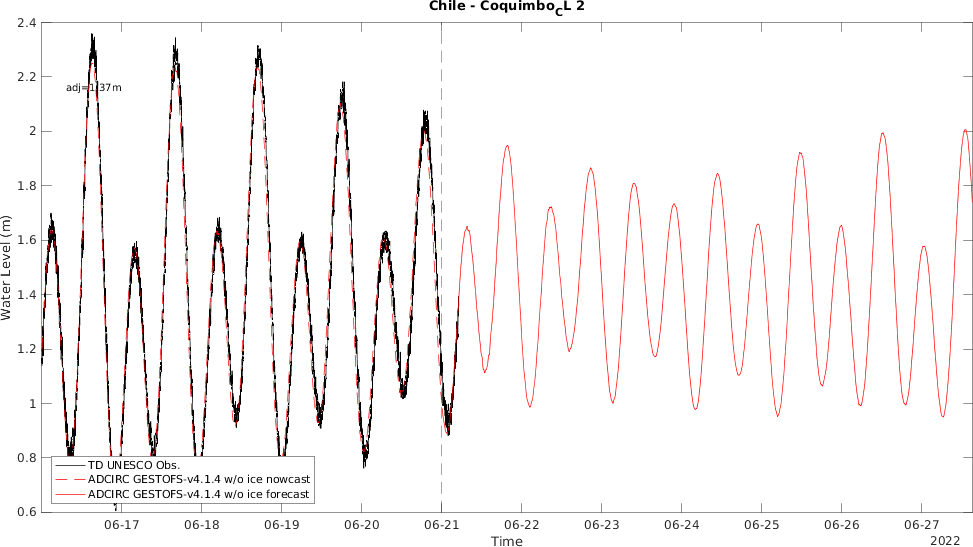 Chile - Coquimbo_CL 2
2.4
2.2
adj=1.37m
2
1.8
1.6
1.4
1.2
1
0.8
0.6
Water Level (m)
TD UNESCO Obs.
ADCIRC GESTOFS-v4.1.4 w/o ice nowcast
ADCIRC GESTOFS-v4.1.4 w/o ice forecast
06-17 06-18 06-19 06-20 06-21 06-22 06-23 06-24 06-25 06-26 06-27
Time
2022